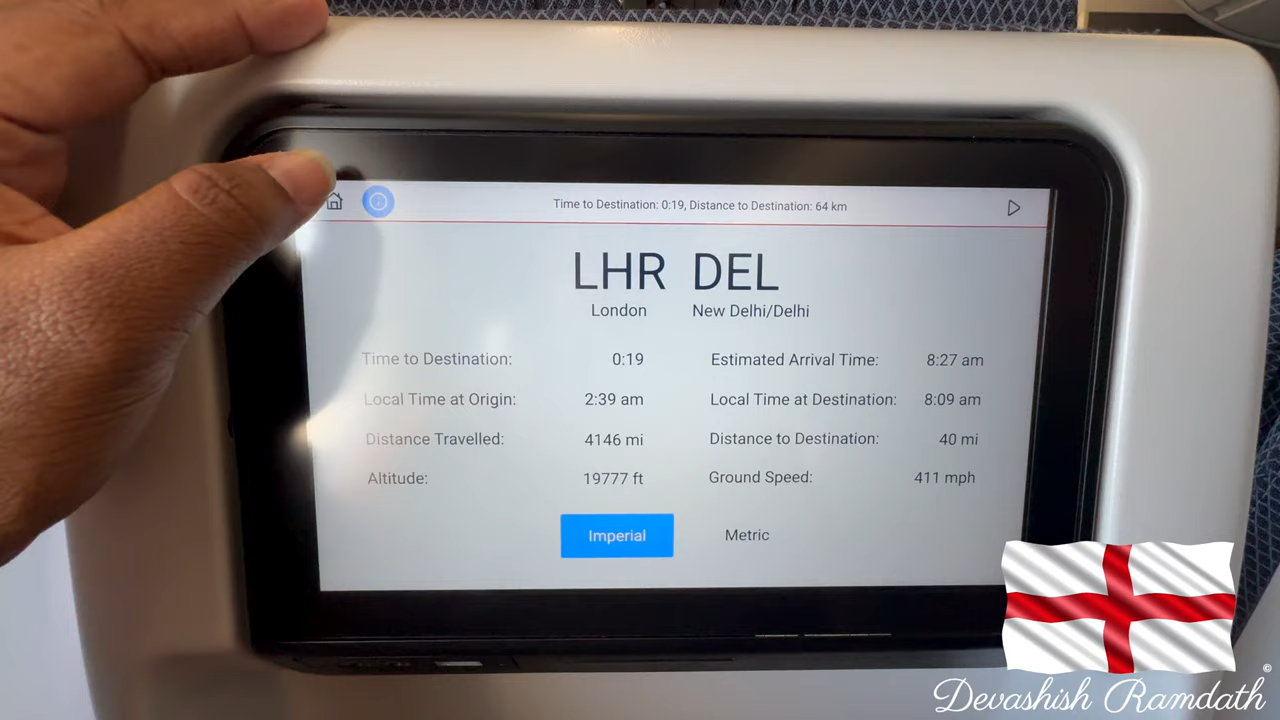 Time to Destination: 0:19, Distance to Destination: 64 km
LHR DEL
London New Delhi/Delhi
Time to Destination: 0:19 Estimated Arrival Time: 8:27 am
Local Time at Origin: 2:39 am Local Time at Destination: 8:09 am
Distance Travelled: 4146 mi Distance to Destination: 40 mi
Altitude: 19777 ft Ground Speed: 411 mph
Imperial Metric
Devashish Ramdath ©